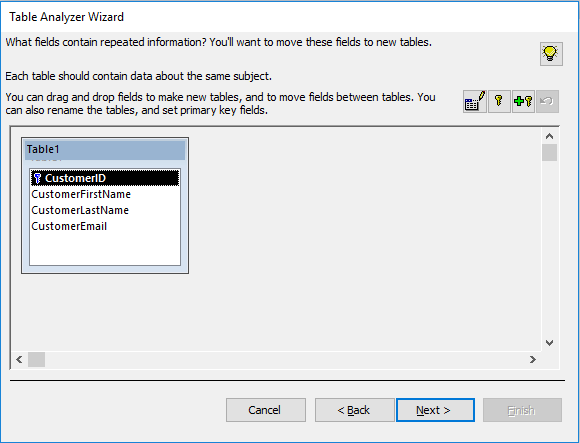 Table Analyzer Wizard
What fields contain repeated information? You'll want to move these fields to new tables.
Each table should contain data about the same subject.
You can drag and drop fields to make new tables, and to move fields between tables. You
can also rename the tables, and set primary key fields.
Table1
CustomerID
CustomerFirstName
CustomerLastName
CustomerEmail
Cancel
< Back
Next >
Finish